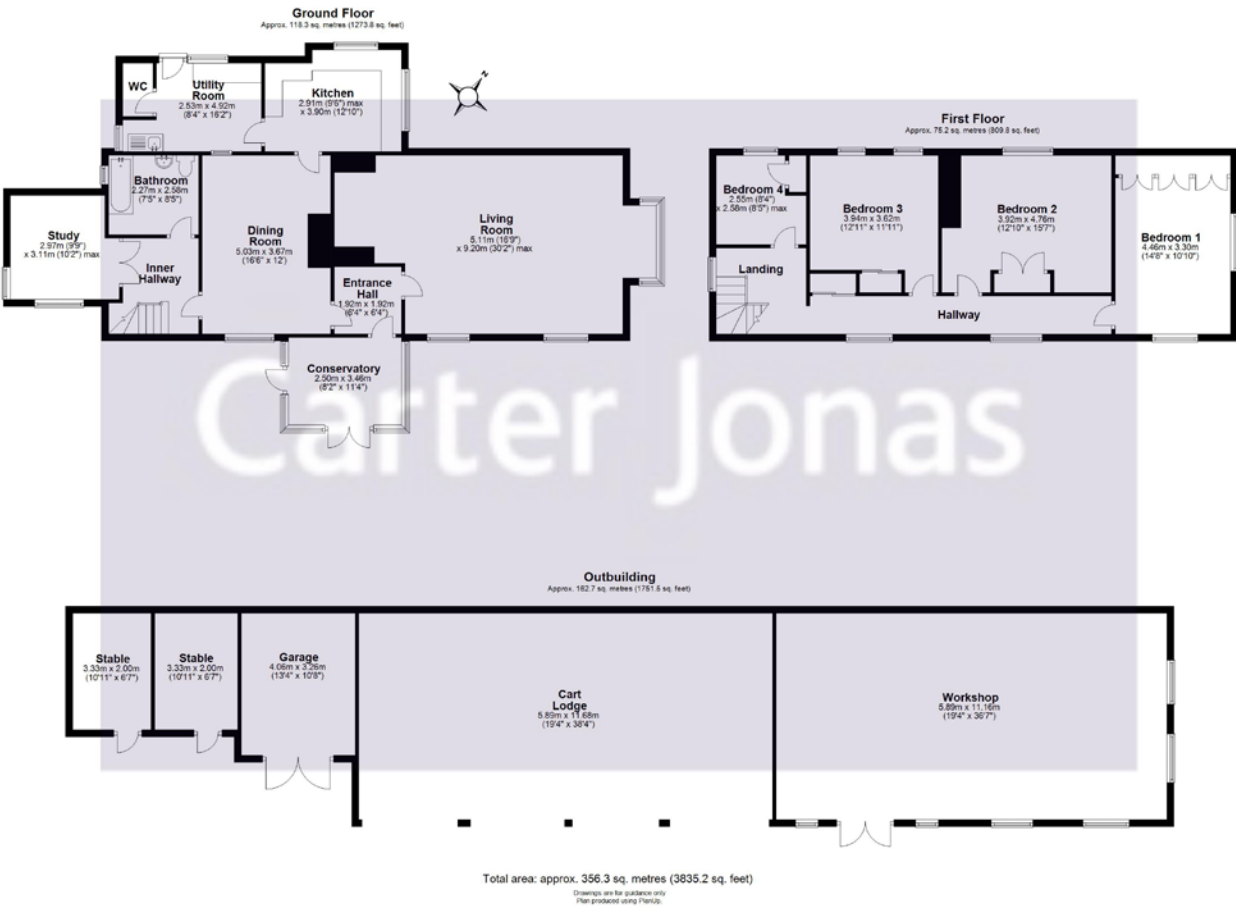 Ground Floor
Approx. 118.3 sq. metres (1273.8 sq. feet)
WC
Utility
Room
2.53m x 4.92m
(8'4" x 16'2")
Kitchen
2.91m (9'6") max
x 3.90m (12'10")
N
Bathroom
2.27m x 2.58m
(7'5" x 8'5")
Study
2.97m (9'9")
x 3.11m (10'2") max
Inner
Hallway
Dining
Room
5.03m x 3.67m
(16'6" x 12')
Living
Room
5.11m (16'9")
x 9.20m (30'2") max
Entrance
Hall
1.92m x 1.92m
(6'4" x 6'4")
Conservatory
2.50m x 3.46m
(8'2" x 11'4")
First Floor
Approx. 75.2 sq. metres (809.8 sq. feet)
Bedroom 4
2.55m (8'4")
x 2.58m (8'5") max
Bedroom 3
3.94m x 3.62m
(12'11" x 11'11")
Bedroom 2
3.92m x 4.76m
(12'10" x 15'7")
Bedroom 1
4.46m x 3.30m
(14'8" x 10'10")
Landing
Hallway
Carter Jonas
Outbuilding
Approx. 162.7 sq. metres (1751.5 sq. feet)
Stable
3.33m x 2.00m
(10'11" x 6'7")
Stable
3.33m x 2.00m
(10'11" x 6'7")
Garage
4.06m x 3.26m
(13'4" x 10'8")
Cart
Lodge
5.89m x 11.68m
(19'4" x 38'4")
Workshop
5.89m x 11.16m
(19'4" x 36'7")
Total area: approx. 356.3 sq. metres (3835.2 sq. feet)
Drawings are for guidance only
Plan produced using PlanUp.